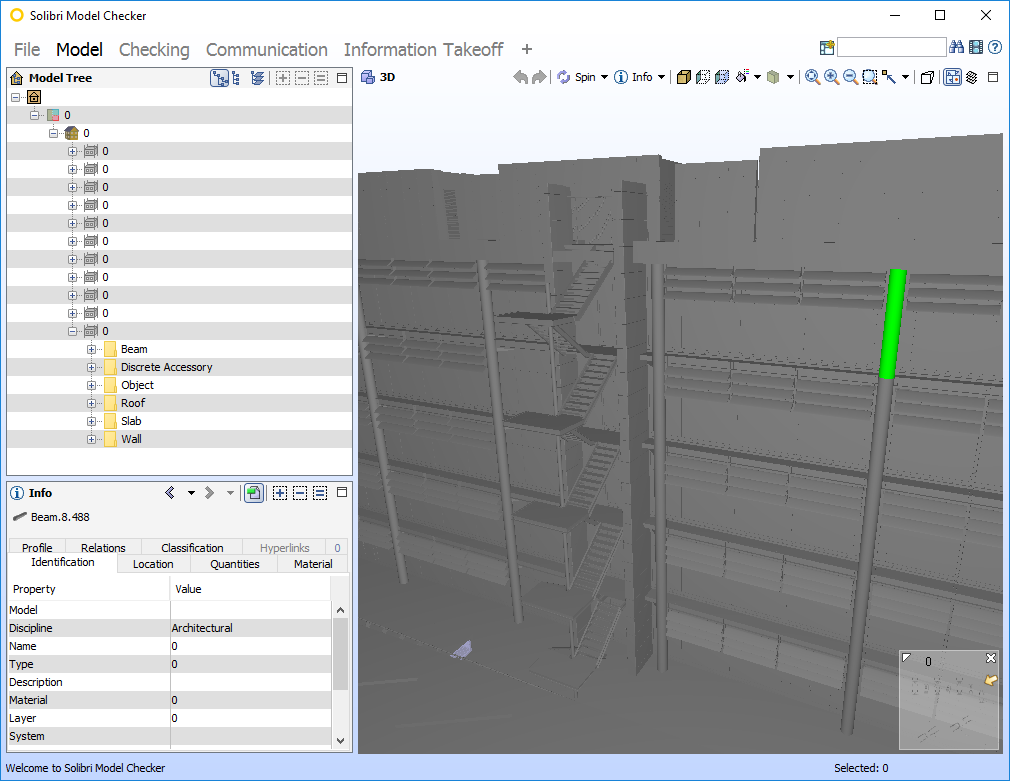 Solibri Model Checker
File Model Checking Communication Information Takeoff +
Model Tree
0
0
0
0
0
0
0
0
0
0
0
0
0
Beam
Discrete Accessory
Object
Roof
Slab
Wall
Info
Beam.8.488
Profile Relations Classification Hyperlinks 0
Identification Location Quantities Material
Property Value
Model
Discipline Architectural
Name 0
Type 0
Description
Material 0
Layer 0
System
3D Spin Info
0
Welcome to Solibri Model Checker Selected: 0